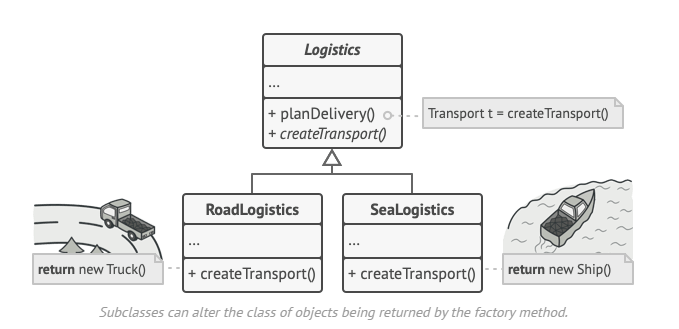 Logistics
...
+ planDelivery()
+ createTransport()
Transport t = createTransport()
RoadLogistics
...
+ createTransport()
SeaLogistics
...
+ createTransport()
return new Truck()
return new Ship()
Subclasses can alter the class of objects being returned by the factory method.